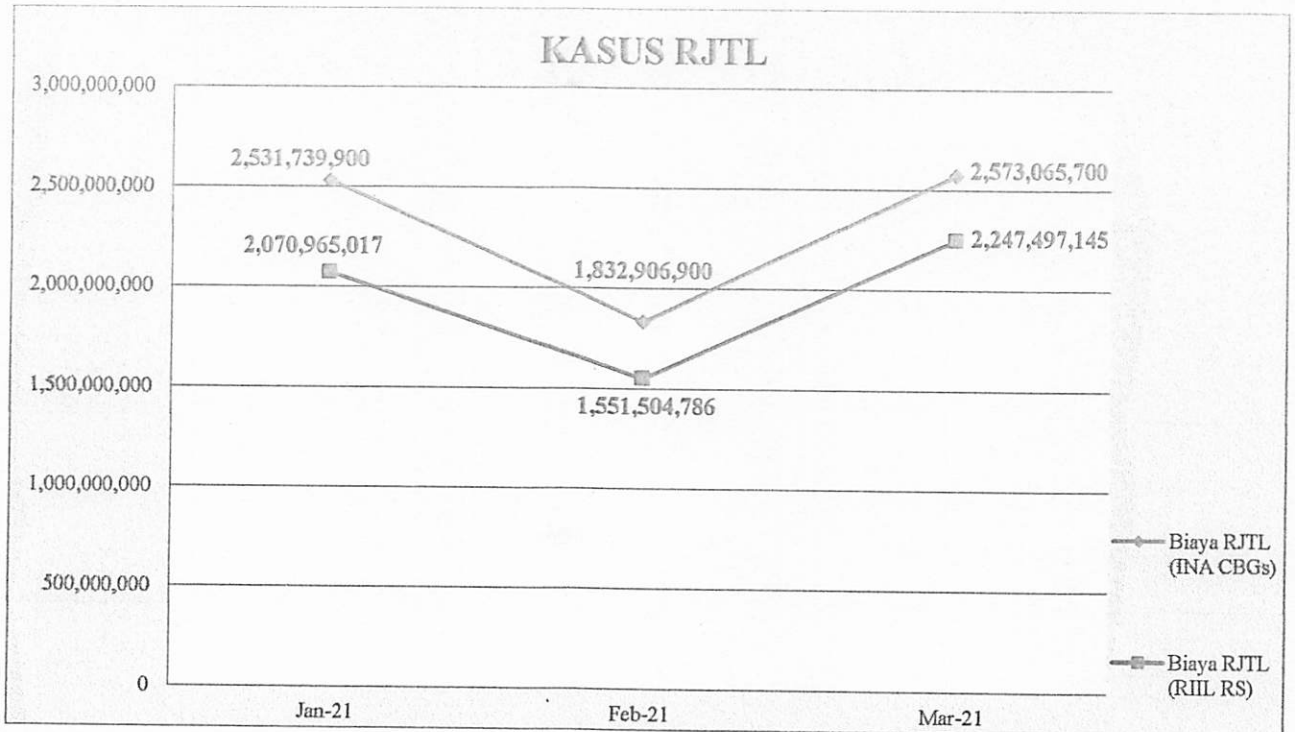 KASUS RJTL
3,000,000,000
2,500,000,000
2,000,000,000
1,500,000,000
1,000,000,000
500,000,000
0
2,531,739,900
1,832,906,900
2,573,065,700
2,070,965,017
1,551,504,786
2,247,497,145
Jan-21
Feb-21
Mar-21
Biaya RJTL
(INA CBGs)
Biaya RJTL
(RIIL RS)